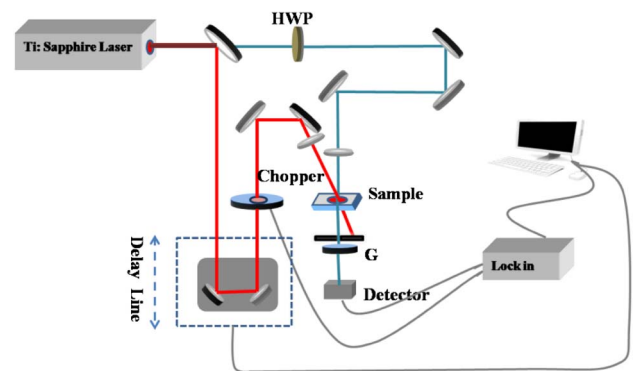 HWP
Ti: Sapphire Laser
Chopper
Sample
Delay Line
G
Lock in
Detector